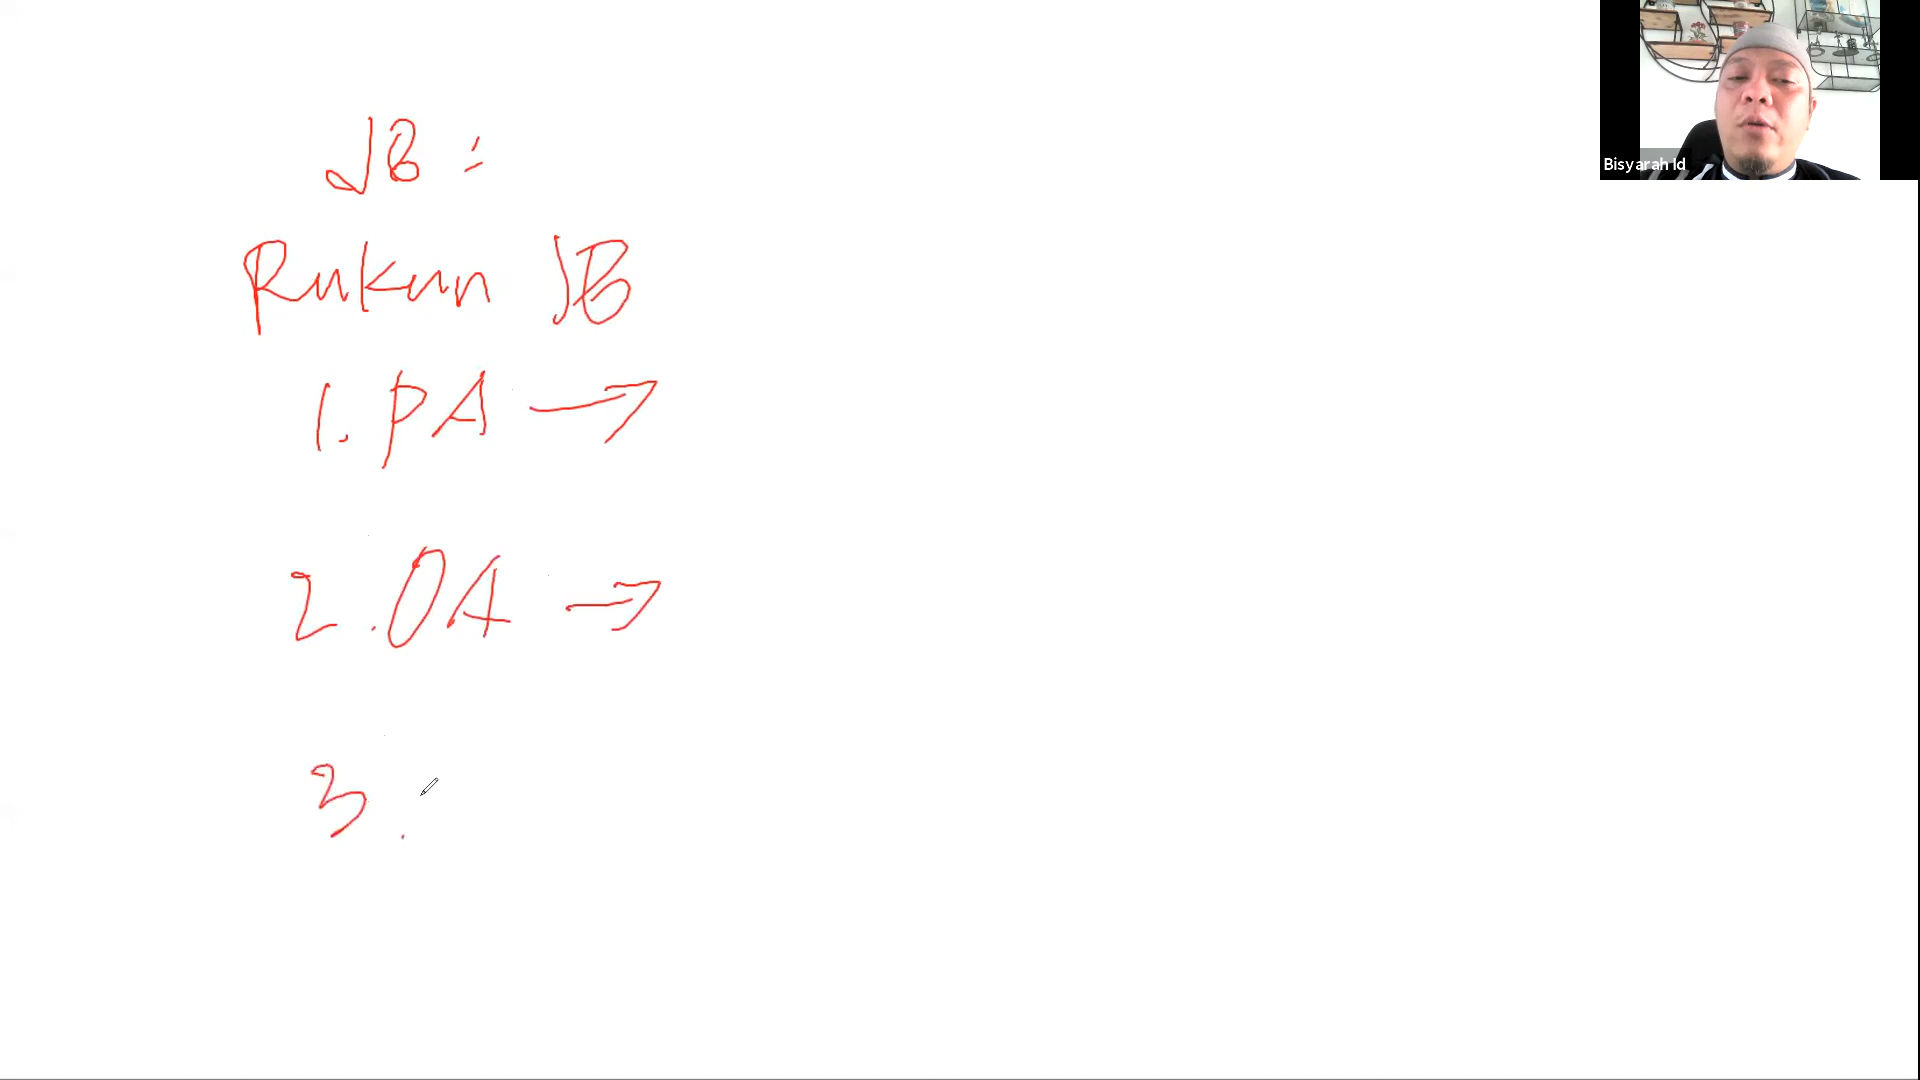 JB :
Rukun JB
1. PA →
2. OA →
3.
Bisyarah Id